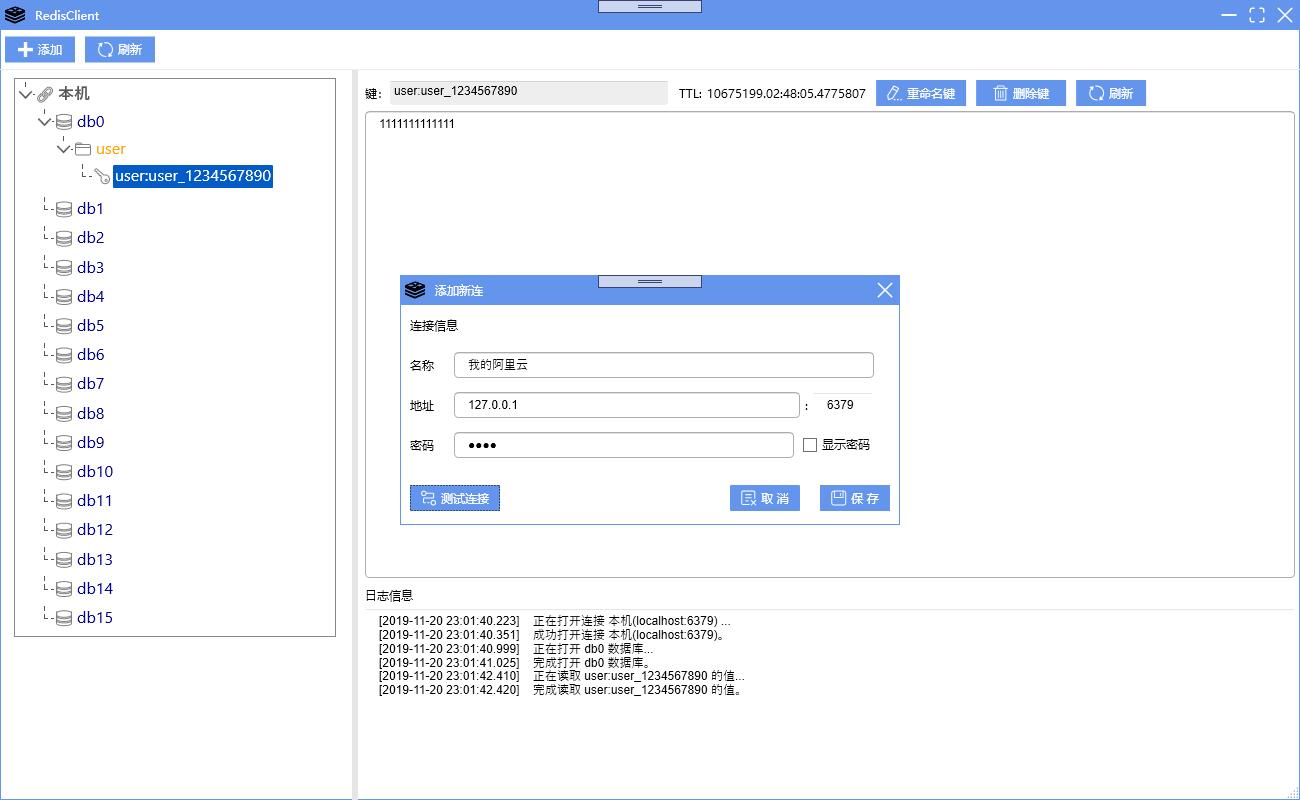 RedisClient
添加
刷新
本机
db0
user
user:user_1234567890
db1
db2
db3
db4
db5
db6
db7
db8
db9
db10
db11
db12
db13
db14
db15
键: user:user_1234567890 TTL: 10675199.02:48:05.4775807 重命名键 删除键 刷新
1111111111111
添加新连
连接信息
名称 我的阿里云
地址 127.0.0.1 : 6379
密码 ●●●● 显示密码
测试连接 取 消 保 存
日志信息
[2019-11-20 23:01:40.223] 正在打开连接 本机(localhost:6379) ...
[2019-11-20 23:01:40.351] 成功打开连接 本机(localhost:6379)。
[2019-11-20 23:01:40.999] 正在打开 db0 数据库...
[2019-11-20 23:01:41.025] 完成打开 db0 数据库。
[2019-11-20 23:01:42.410] 正在读取 user:user_1234567890 的值...
[2019-11-20 23:01:42.420] 完成读取 user:user_1234567890 的值。